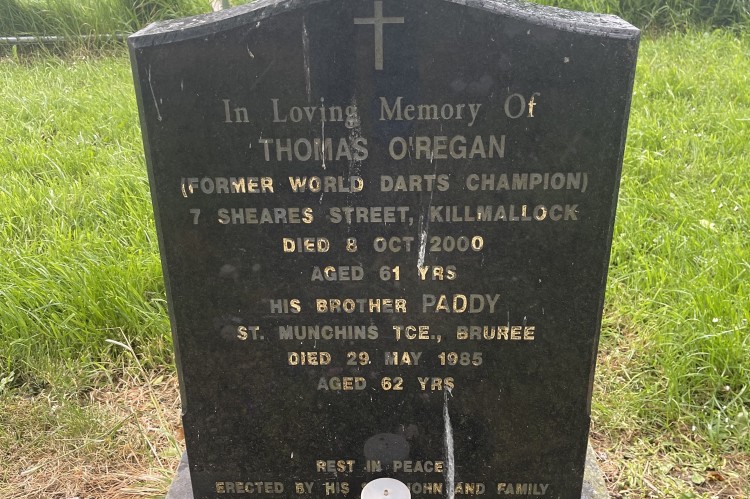 In Loving Memory Of
THOMAS O'REGAN
(FORMER WORLD DARTS CHAMPION)
7 SHEARES STREET, KILLMALLOCK
DIED 8 OCT 2000
AGED 61 YRS
HIS BROTHER PADDY
ST. MUNCHINS TCE., BRUREE
DIED 29 MAY 1985
AGED 62 YRS
REST IN PEACE
ERECTED BY HIS JOHN AND FAMILY